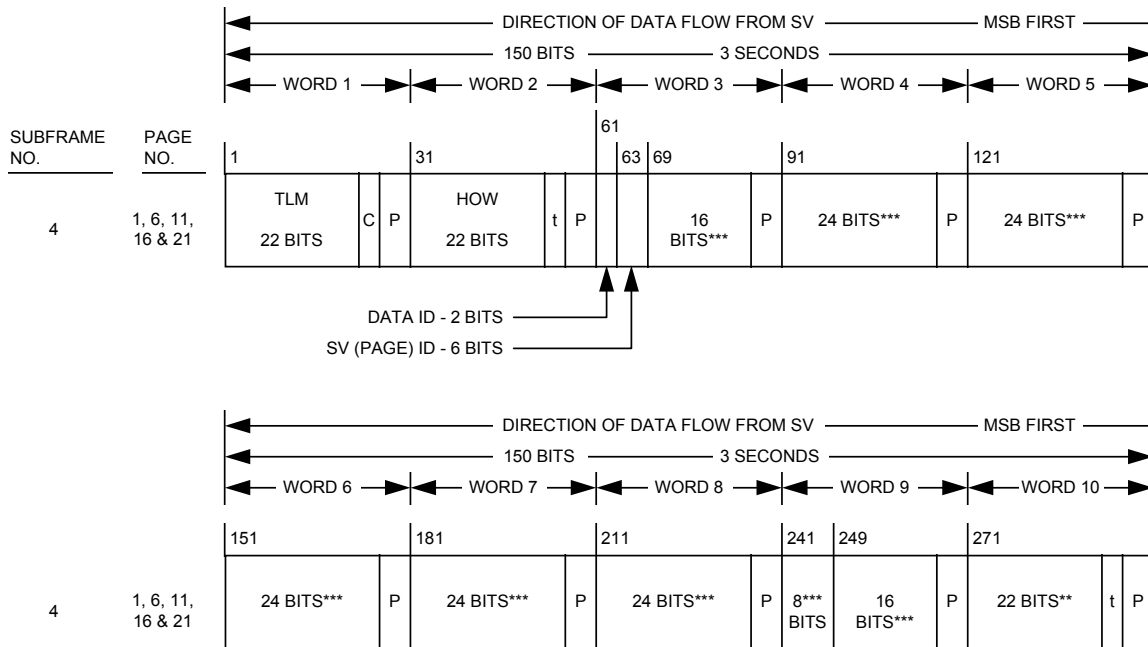 DIRECTION OF DATA FLOW FROM SV MSB FIRST
150 BITS 3 SECONDS
WORD 1 WORD 2 WORD 3 WORD 4 WORD 5
SUBFRAME NO.
PAGE NO.
1 31 61 63 69 91 121
4
1, 6, 11,
16 & 21
TLM
22 BITS
C
P
HOW
22 BITS
t
P
16
BITS***
P
24 BITS***
P
24 BITS***
P
DATA ID - 2 BITS
SV (PAGE) ID - 6 BITS
DIRECTION OF DATA FLOW FROM SV MSB FIRST
150 BITS 3 SECONDS
WORD 6 WORD 7 WORD 8 WORD 9 WORD 10
151 181 211 241 249 271
4
1, 6, 11,
16 & 21
24 BITS***
P
24 BITS***
P
24 BITS***
P
8***
BITS
16
BITS***
P
22 BITS**
t
P